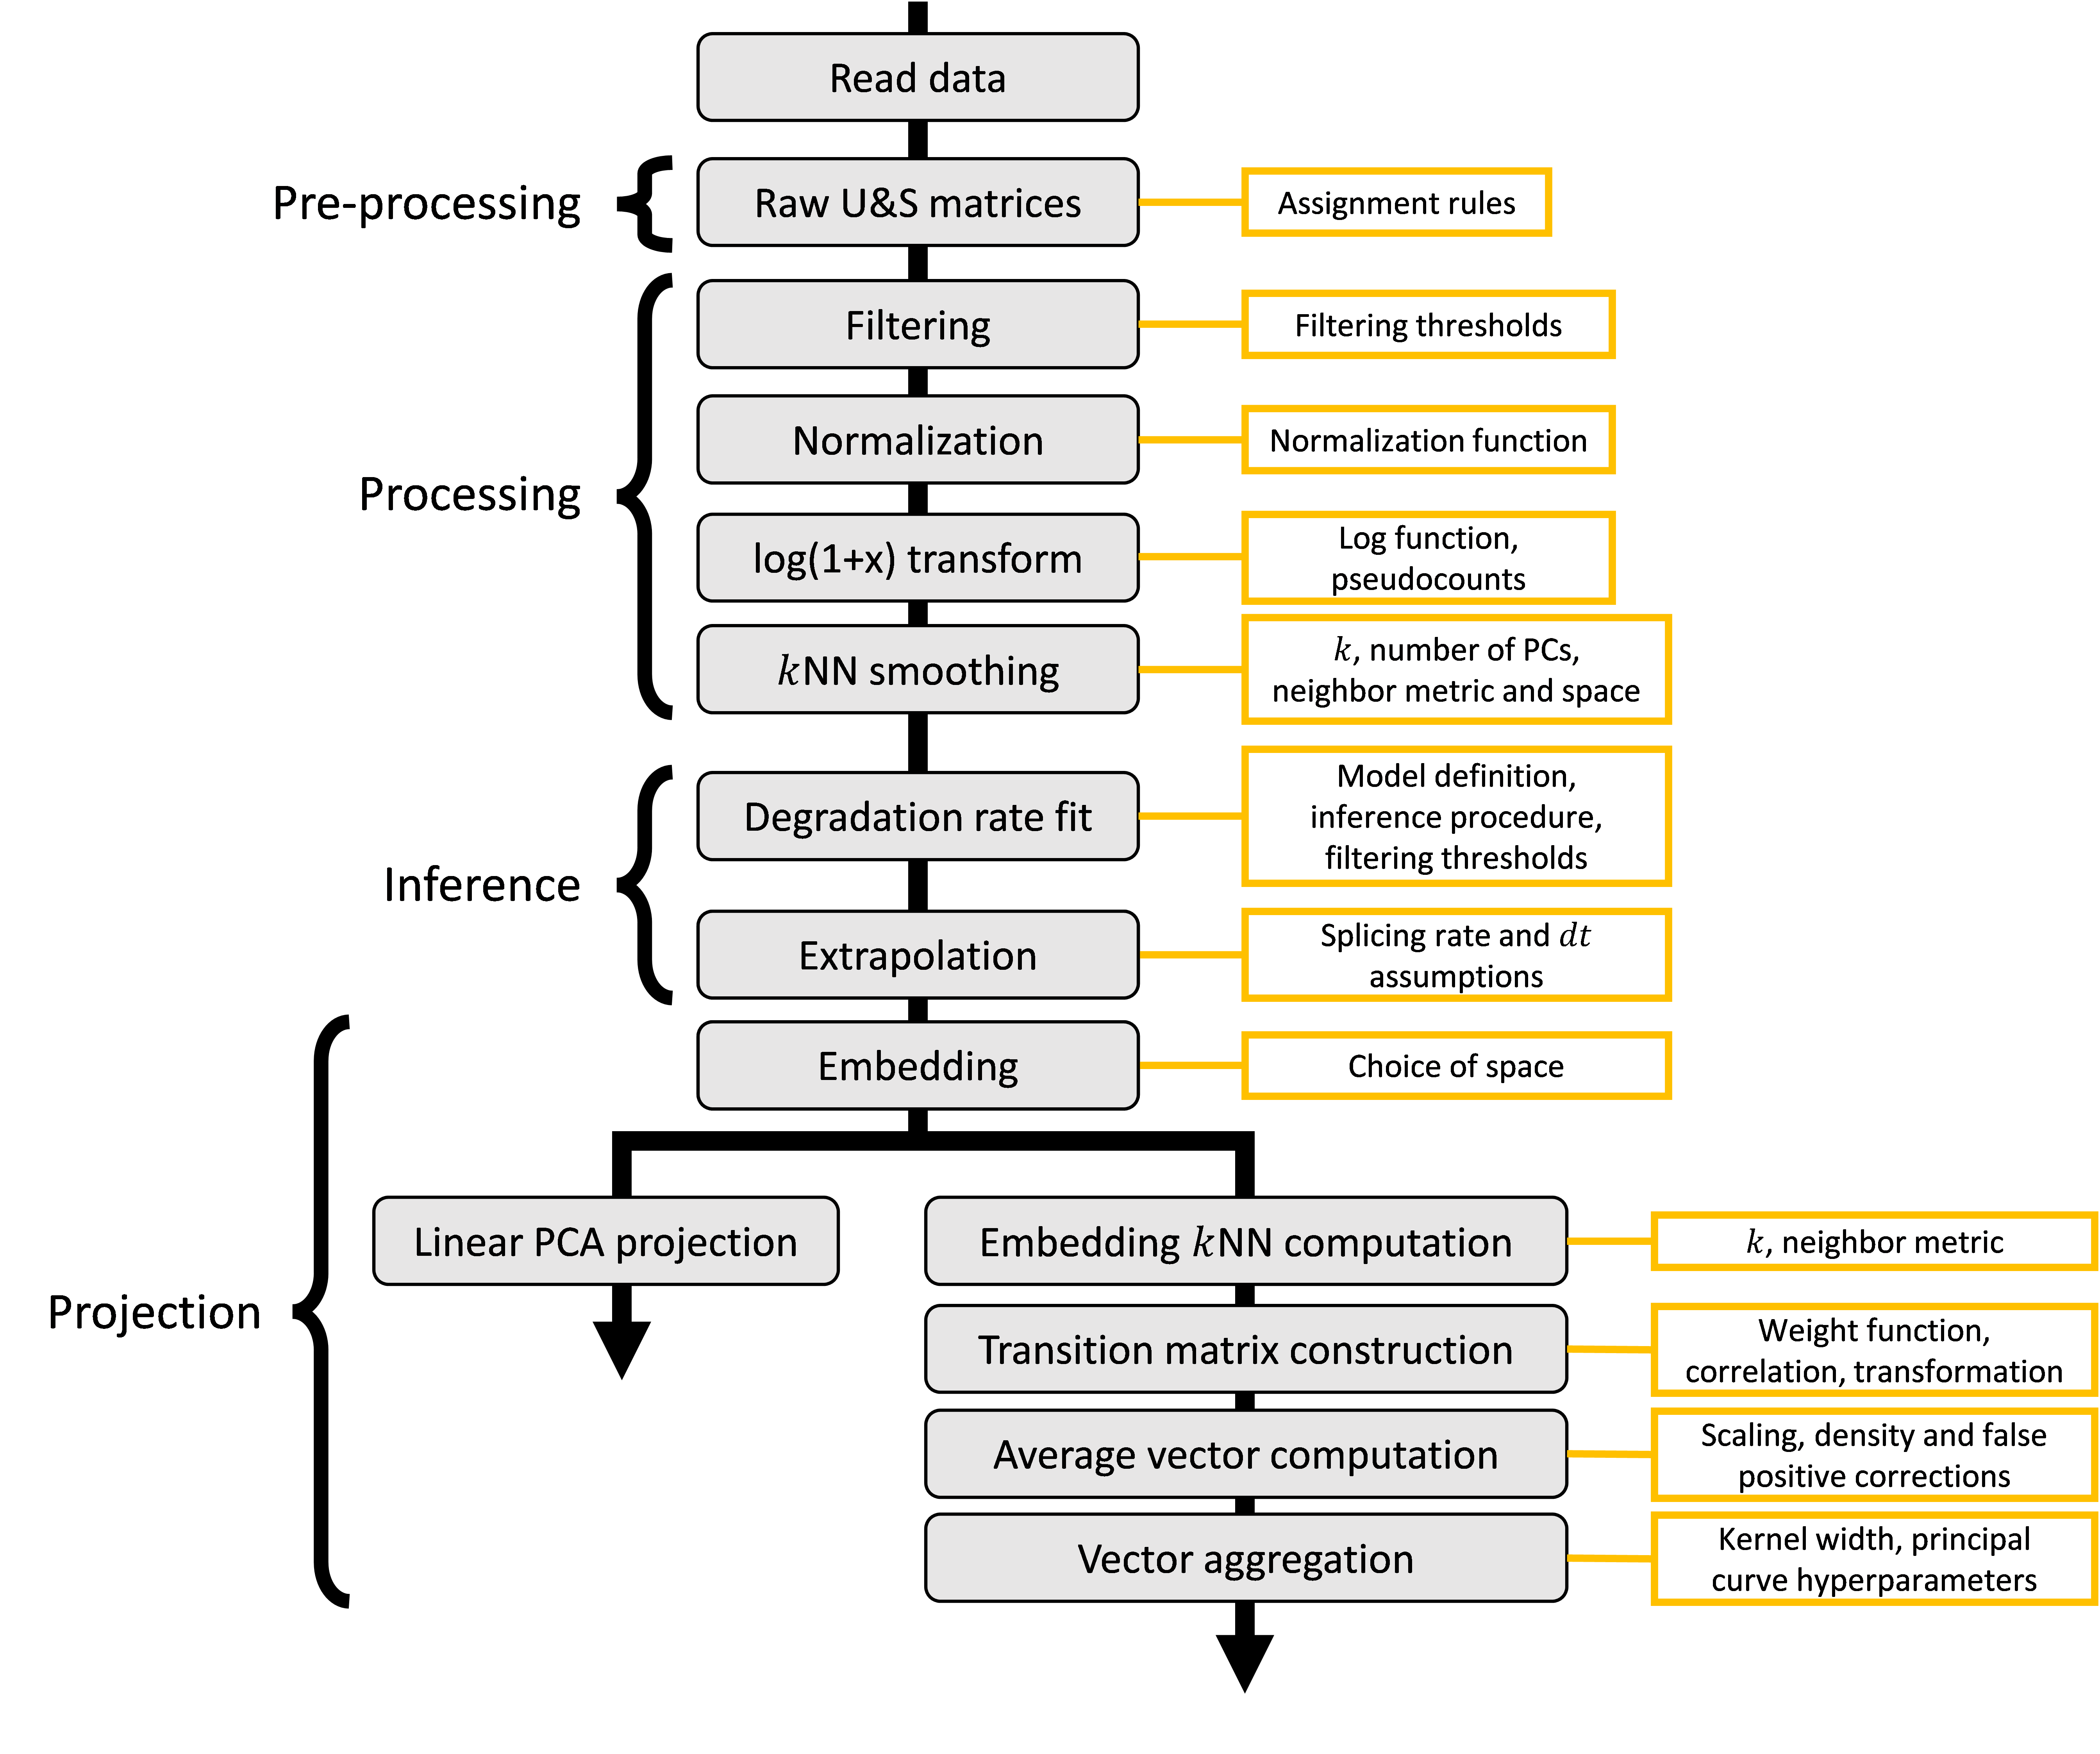 Read data
Pre-processing
Raw U&S matrices
Assignment rules
Filtering
Filtering thresholds
Processing
Normalization
Normalization function
log(1+x) transform
Log function,
pseudocounts
kNN smoothing
k, number of PCs,
neighbor metric and space
Inference
Degradation rate fit
Model definition,
inference procedure,
filtering thresholds
Extrapolation
Splicing rate and dt
assumptions
Embedding
Choice of space
Projection
Linear PCA projection
Embedding kNN computation
k, neighbor metric
Transition matrix construction
Weight function,
correlation, transformation
Average vector computation
Scaling, density and false
positive corrections
Vector aggregation
Kernel width, principal
curve hyperparameters